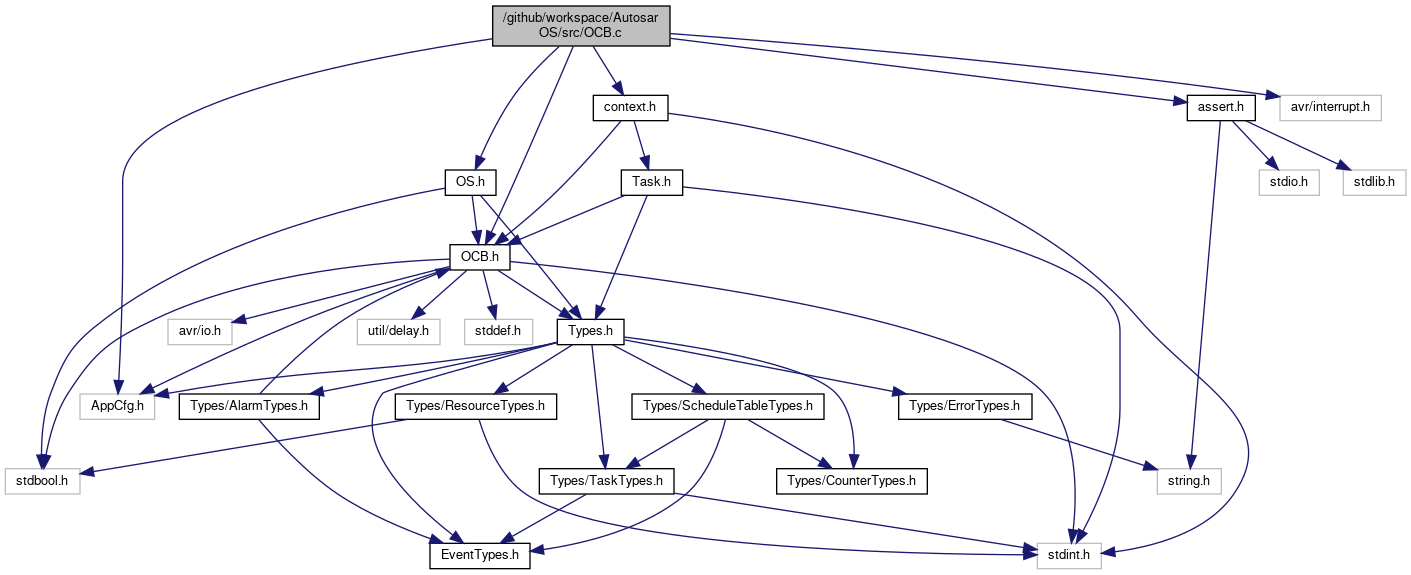 /github/workspace/Autosar
OS/src/OCB.c
context.h
assert.h
avr/interrupt.h
OS.h
Task.h
stdio.h
stdlib.h
OCB.h
avr/io.h
util/delay.h
stddef.h
Types.h
AppCfg.h
Types/AlarmTypes.h
Types/ResourceTypes.h
Types/ScheduleTableTypes.h
Types/ErrorTypes.h
stdbool.h
Types/TaskTypes.h
Types/CounterTypes.h
string.h
EventTypes.h
stdint.h